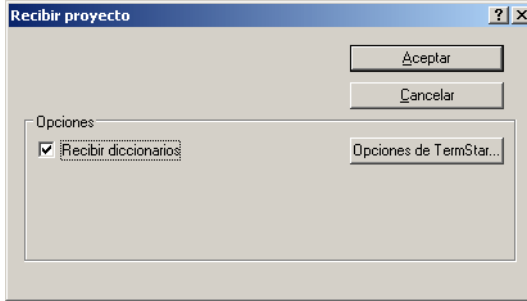 Recibir proyecto
Aceptar
Cancelar
Opciones
Recibir diccionarios
Opciones de TermStar...